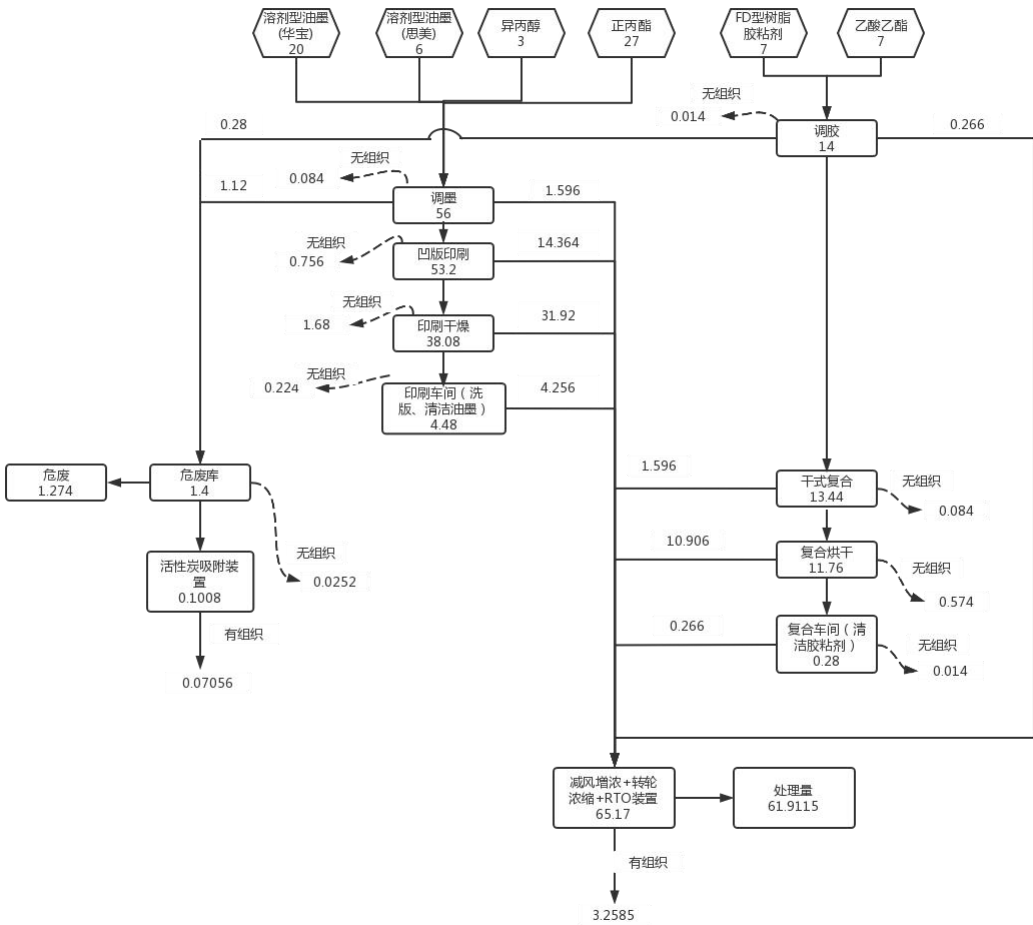 溶剂型油墨
(华宝)
20
溶剂型油墨
(思美)
6
异丙醇
3
正丙酯
27
FD型树脂
胶粘剂
7
乙酸乙酯
7
无组织
0.014
0.28
调胶
14
0.266
无组织
0.084
1.12
调墨
56
1.596
无组织
0.756
凹版印刷
53.2
14.364
无组织
1.68
印刷干燥
38.08
31.92
无组织
0.224
印刷车间（洗
版、清洁油墨）
4.48
4.256
危废
1.274
危废库
1.4
1.596
干式复合
13.44
无组织
0.084
无组织
0.0252
活性炭吸附装
置
0.1008
10.906
复合烘干
11.76
无组织
0.574
有组织
0.07056
0.266
复合车间（清
洁胶粘剂）
0.28
无组织
0.014
减风增浓+转轮
浓缩+RTO装置
65.17
处理量
61.9115
有组织
3.2585